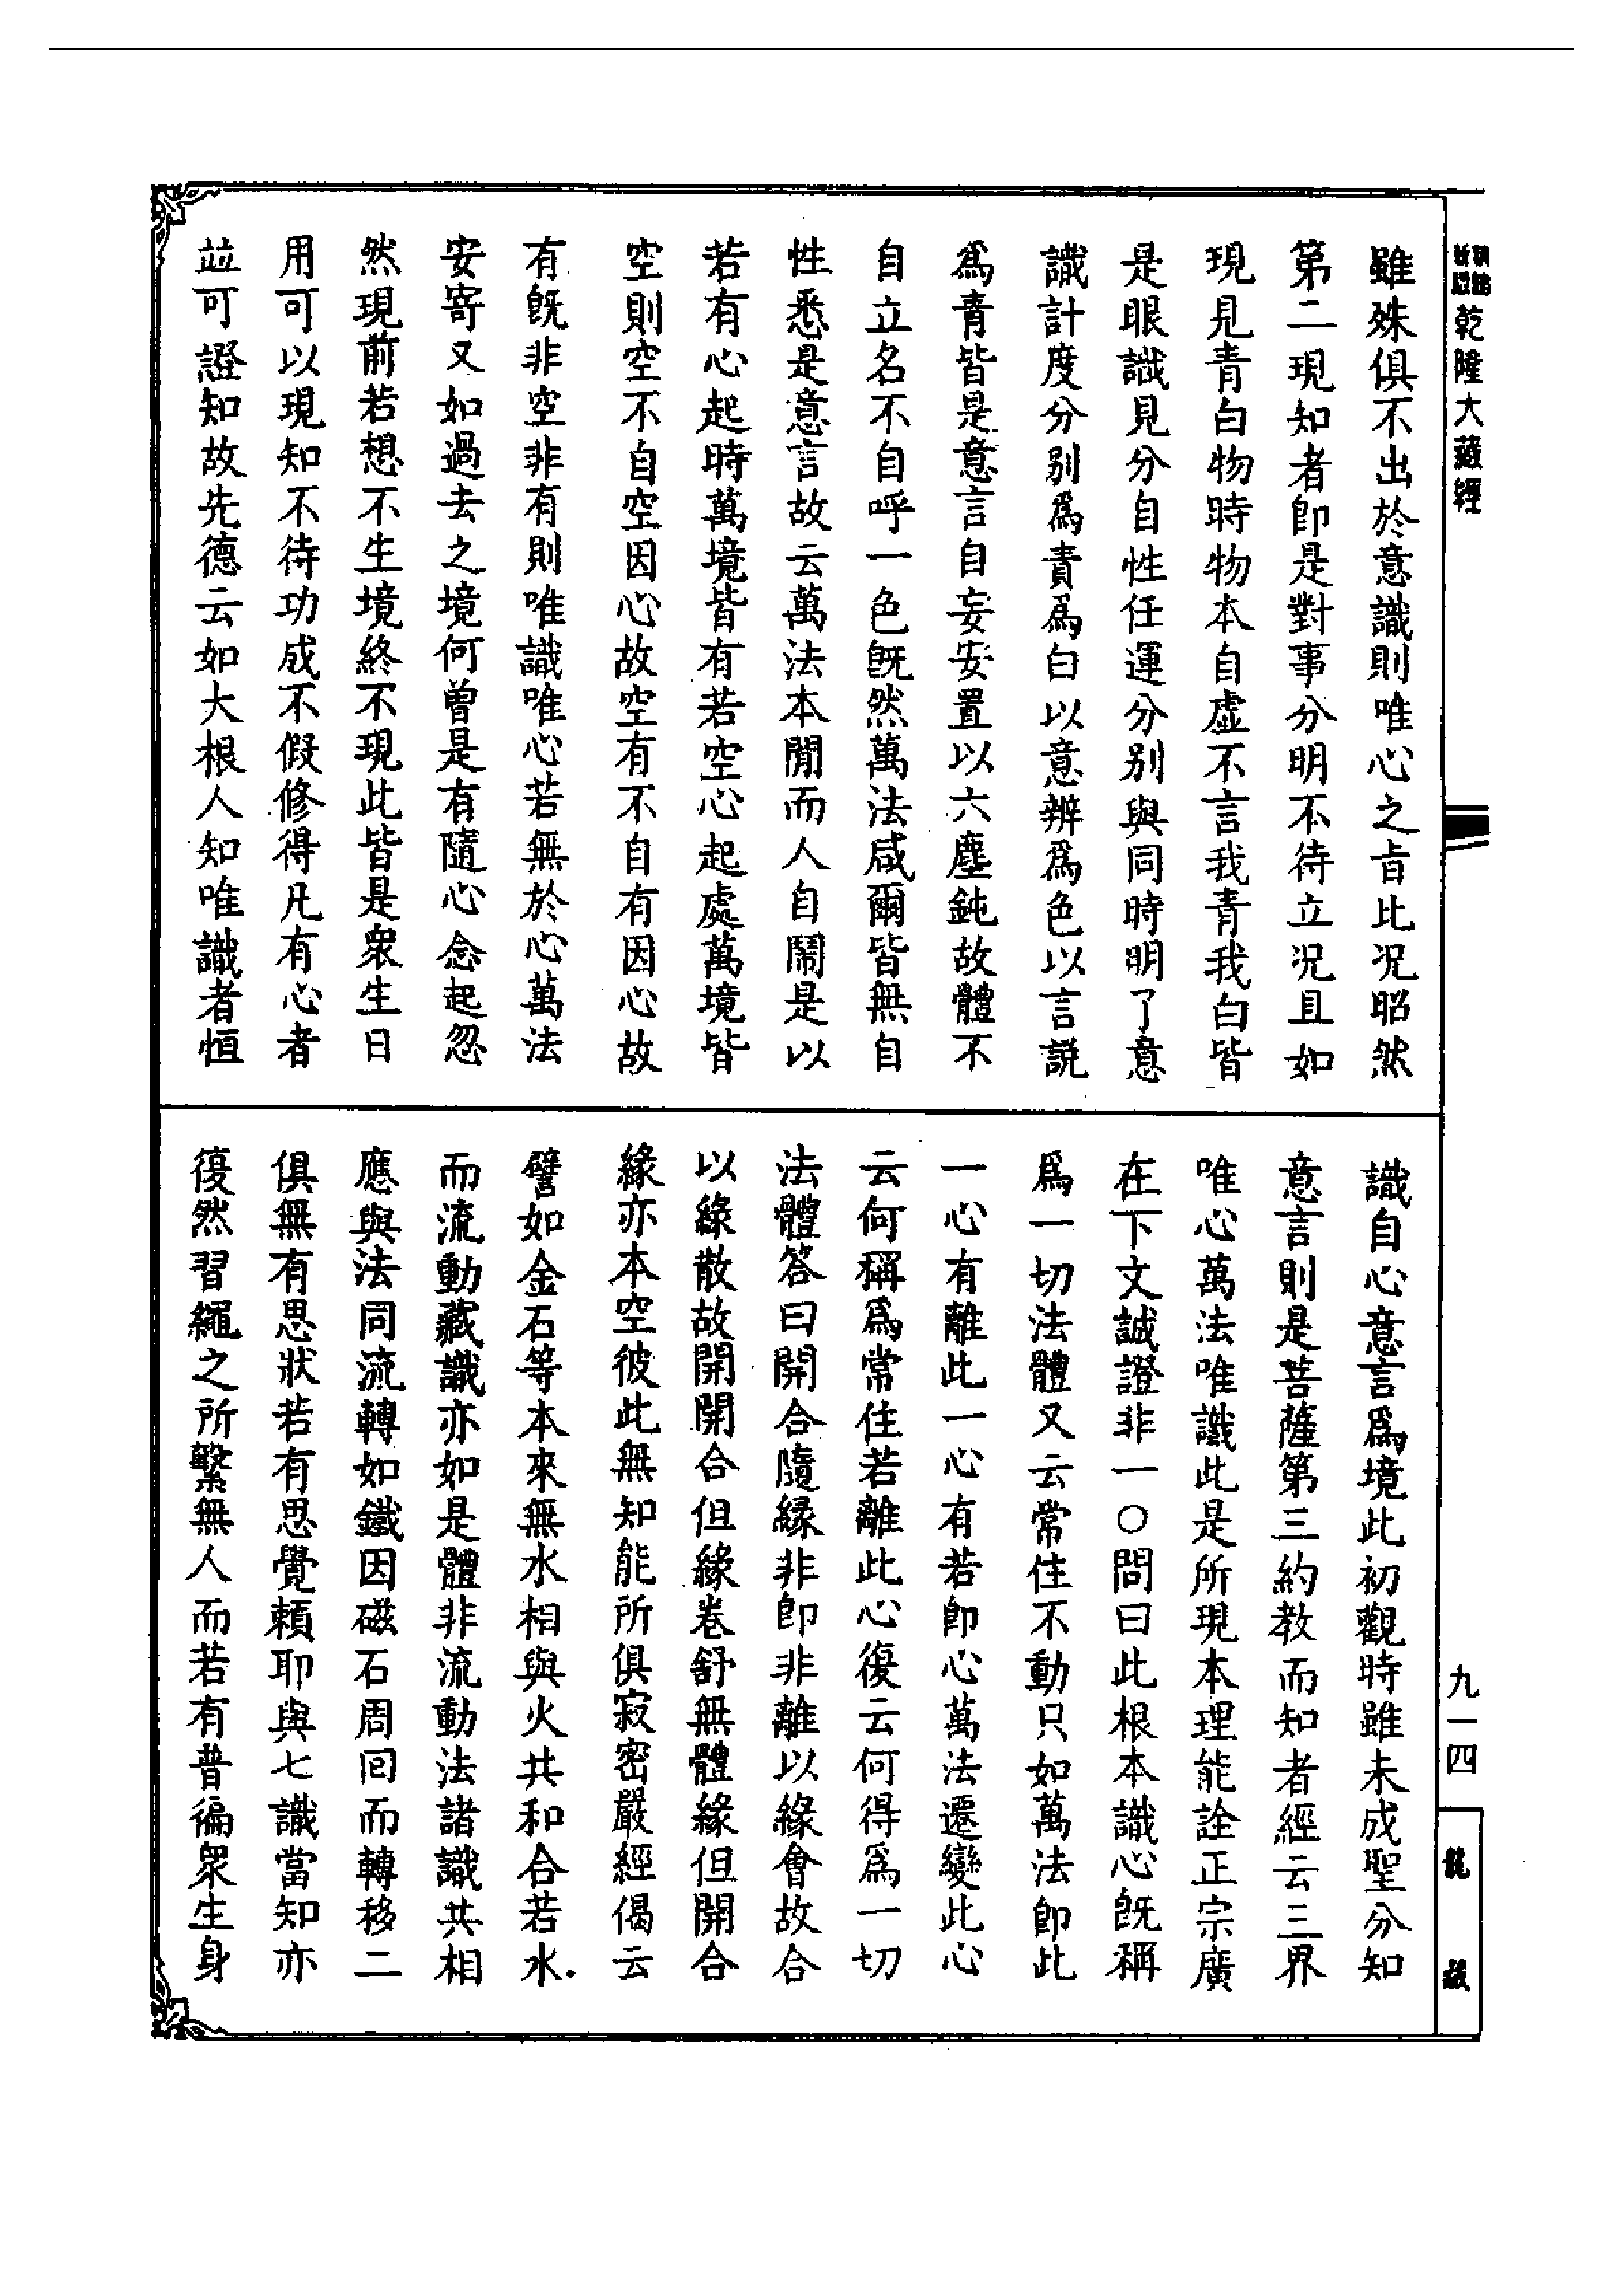 乾隆大藏經
雖殊俱不出於意識則唯心之旨比況昭然
第二現知者卽是對事分明不待立況且如
現見青白物時物本自虛不言我青我白皆
是眼識見分自性任運分別與同時明了意
識計度分別爲青爲白以意辨爲色以言說
爲青皆是意言自妄安置以六塵鈍故體不
自立名不自呼一色旣然萬法咸爾皆無自
性悉是意言故云萬法本閒而人自鬧是以
若有心起時萬境皆有若空心起處萬境皆
空則空不自空因心故空有不自有因心故
有旣非空非有則唯識唯心若無於心萬法
安寄又如過去之境何曾是有隨心念起忽
然現前若想不生境終不現此皆是衆生日
用可以現知不待功成不假修得凡有心者
竝可證知故先德云如大根人知唯識者恒
識自心意言爲境此初觀時雖未成聖分知
意言則是菩薩第三約教而知者經云三界
唯心萬法唯識此是所現本理能詮正宗廣
在下文誠證非一○問曰此根本識心旣稱
爲一切法體又云常住不動只如萬法卽此
一心有離此一心有若卽心萬法遷變此心
云何稱爲常住若離此心復云何得爲一切
法體答曰開合隨緣非卽非離以緣會故合
以緣散故開開合但緣卷舒無體緣但開合
緣亦本空彼此無知能所俱寂密嚴經偈云
譬如金石等本來無水相與火共和合若水
而流動藏識亦如是體非流動法諸識共相
應與法同流轉如鐵因磁石周回而轉移二
俱無有思狀若有思覺賴耶與七識當知亦
復然習繩之所繫無人而若有普徧衆生身
九一四
龍藏